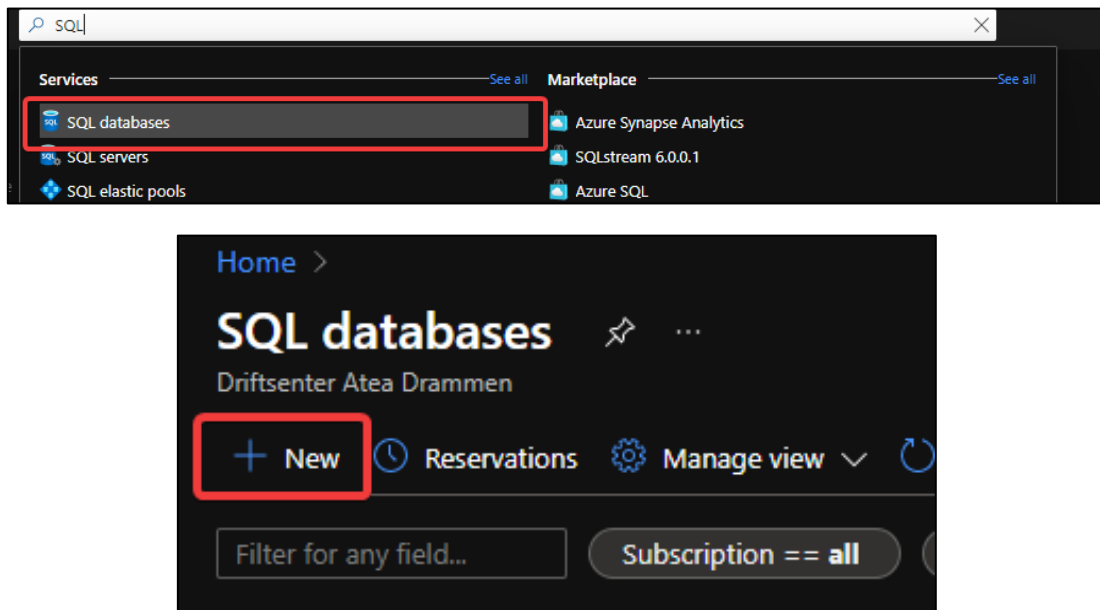 SQL
Services See all Marketplace See all
SQL databases Azure Synapse Analytics
SQL servers SQLstream 6.0.0.1
SQL elastic pools Azure SQL
Home >
SQL databases ...
Driftsenter Atea Drammen
+ New Reservations Manage view
Filter for any field... Subscription == all